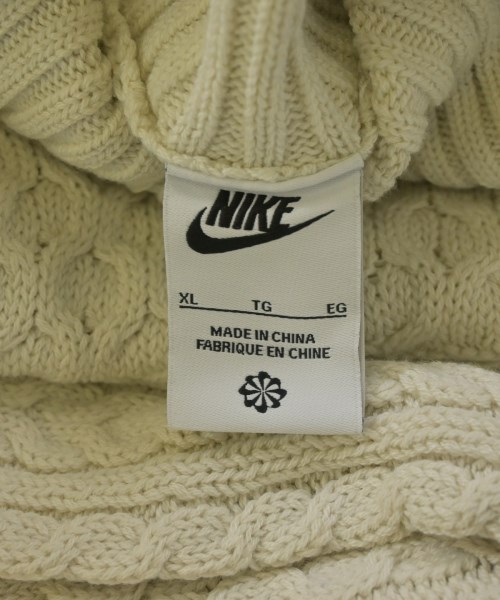 NIKE
XL TG EG
MADE IN CHINA
FABRIQUE EN CHINE